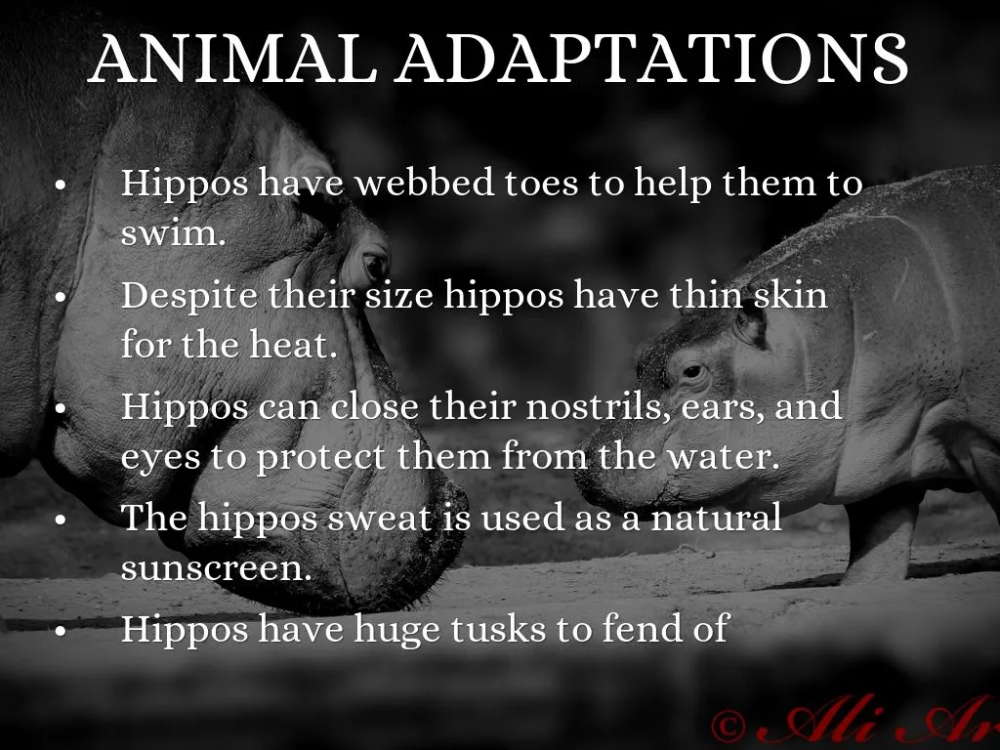 ANIMAL ADAPTATIONS
• Hippos have webbed toes to help them to
swim.
• Despite their size hippos have thin skin
for the heat.
• Hippos can close their nostrils, ears, and
eyes to protect them from the water.
• The hippos sweat is used as a natural
sunscreen.
• Hippos have huge tusks to fend of
© Ali Ar